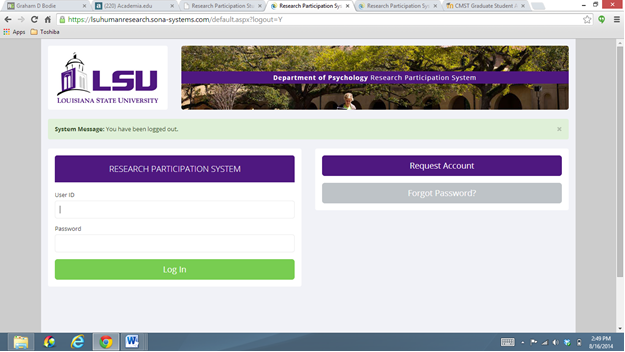 Graham D Bodie
(220) Academia.edu
Research Participation Sta
Research Participation Sys
Research Participation Sys
CMST Graduate Student A
https://lsuhumanresearch.sona-systems.com/default.aspx?logout=Y
Apps
Toshiba
LSU
LOUISIANA STATE UNIVERSITY
Department of Psychology Research Participation System
System Message: You have been logged out.
×
RESEARCH PARTICIPATION SYSTEM
User ID
Password
Log In
Request Account
Forgot Password?
2:49 PM
8/16/2014